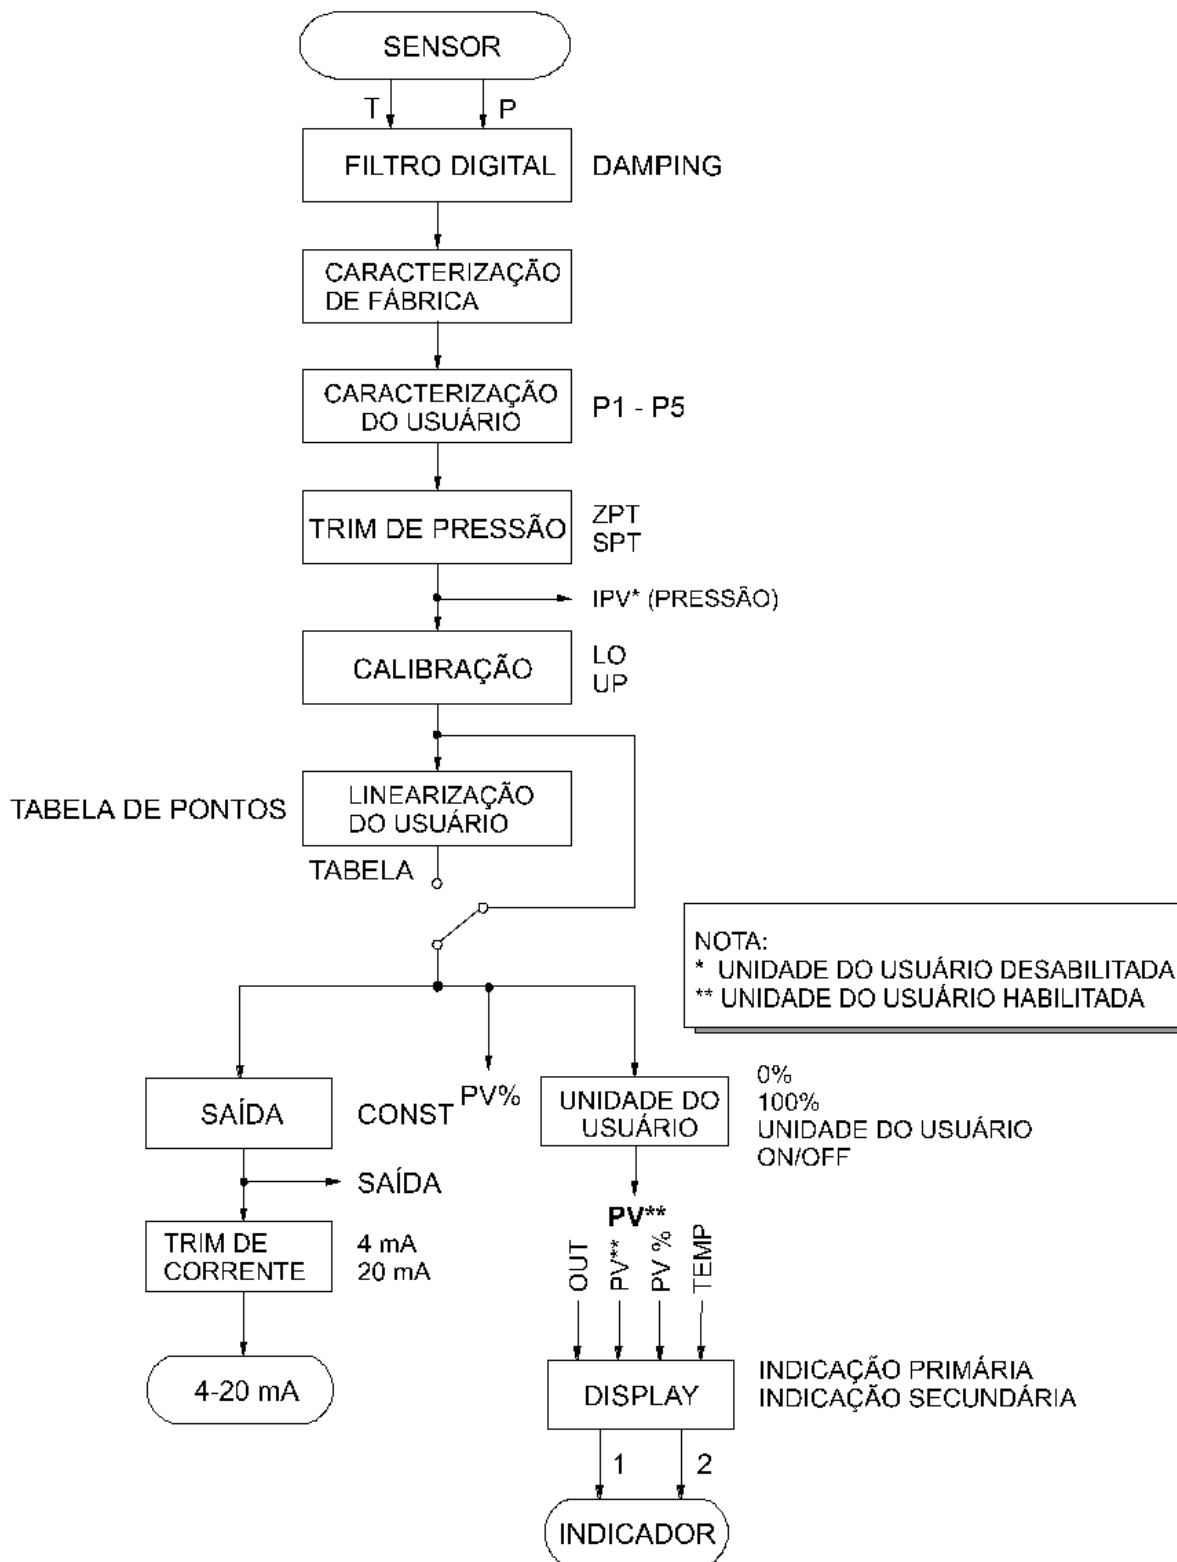 SENSOR
T
P
FILTRO DIGITAL
DAMPING
CARACTERIZAÇÃO
DE FÁBRICA
CARACTERIZAÇÃO
DO USUÁRIO
P1 - P5
TRIM DE PRESSÃO
ZPT
SPT
IPV* (PRESSÃO)
CALIBRAÇÃO
LO
UP
TABELA DE PONTOS
LINEARIZAÇÃO
DO USUÁRIO
TABELA
NOTA:
* UNIDADE DO USUÁRIO DESABILITADA
** UNIDADE DO USUÁRIO HABILITADA
SAÍDA
CONST
PV%
UNIDADE DO
USUÁRIO
0%
100%
UNIDADE DO USUÁRIO
ON/OFF
SAÍDA
PV**
TRIM DE
CORRENTE
4 mA
20 mA
OUT
PV**
PV %
TEMP
4-20 mA
DISPLAY
INDICAÇÃO PRIMÁRIA
INDICAÇÃO SECUNDÁRIA
1
2
INDICADOR